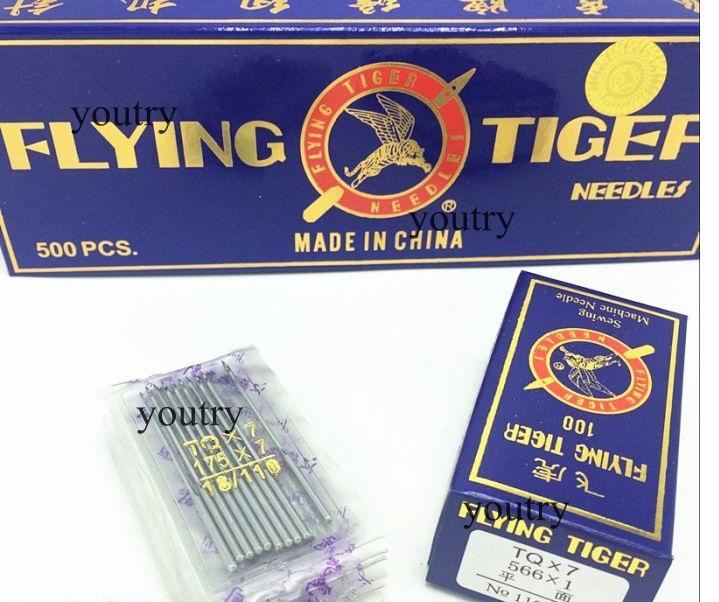 youtry
FLYING TIGER
FLYING TIGER
NEEDLES
NEEDLES
®
youtry
500 PCS.
MADE IN CHINA
youtry
TQ×7
175×7
18/110
Sewing
Machine Needle
FLYING TIGER
NEEDLES
®
100
FLYING TIGER
飞虎
youtry
FLYING TIGER
TQ×7
566×1
平 面